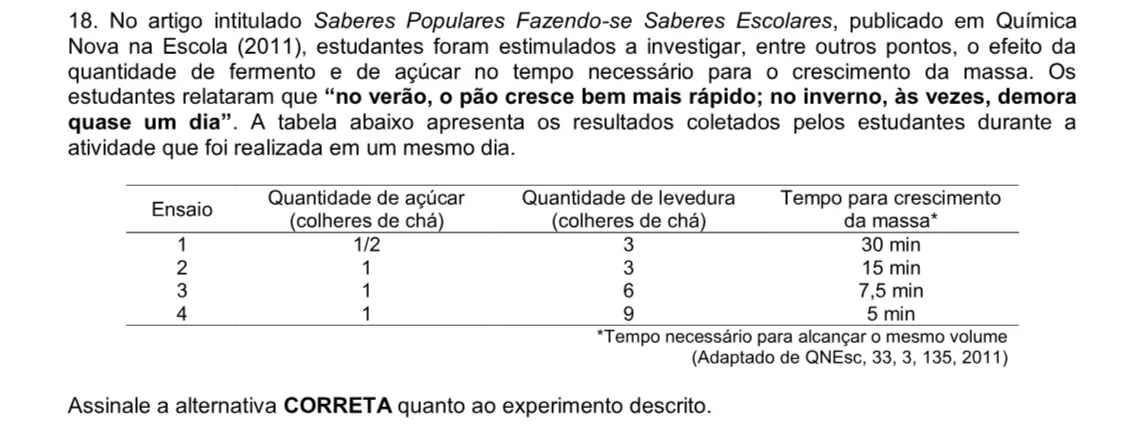 18. No artigo intitulado Saberes Populares Fazendo-se Saberes Escolares, publicado em Química
Nova na Escola (2011), estudantes foram estimulados a investigar, entre outros pontos, o efeito da
quantidade de fermento e de açúcar no tempo necessário para o crescimento da massa. Os
estudantes relataram que “no verão, o pão cresce bem mais rápido; no inverno, às vezes, demora
quase um dia”. A tabela abaixo apresenta os resultados coletados pelos estudantes durante a
atividade que foi realizada em um mesmo dia.
Ensaio Quantidade de açúcar Quantidade de levedura Tempo para crescimento
(colheres de chá) (colheres de chá) da massa*
1 1/2 3 30 min
2 1 3 15 min
3 1 6 7,5 min
4 1 9 5 min
*Tempo necessário para alcançar o mesmo volume
(Adaptado de QNEsc, 33, 3, 135, 2011)
Assinale a alternativa CORRETA quanto ao experimento descrito.